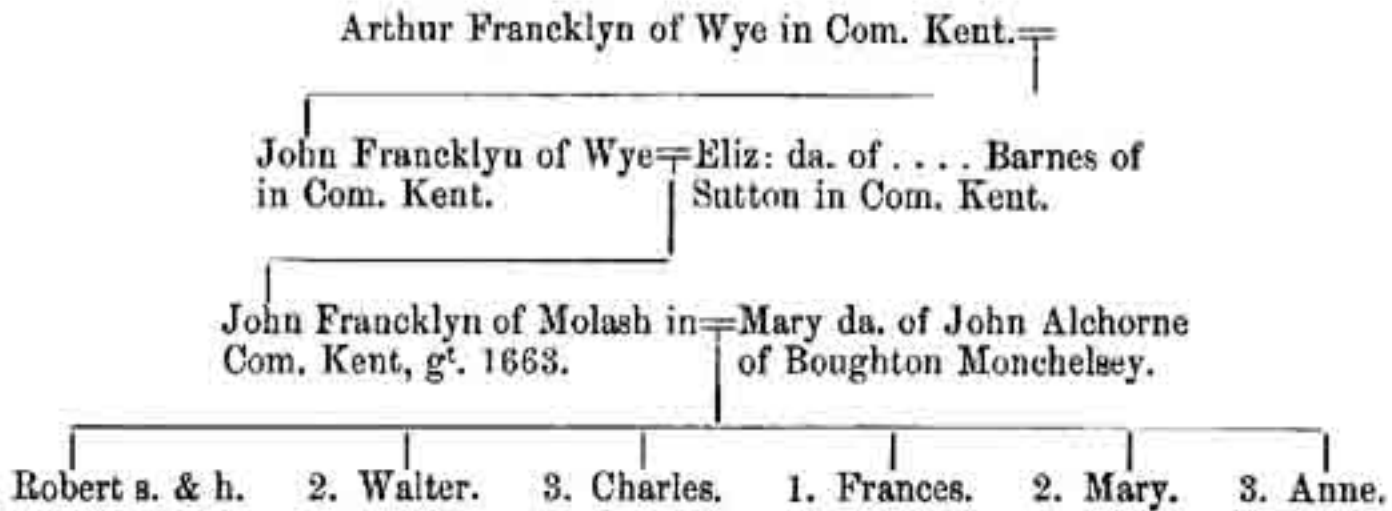 Arthur Francklyn of Wye in Com. Kent.
John Francklyn of Wye=Eliz: da. of . . . . Barnes of
in Com. Kent. Sutton in Com. Kent.
John Francklyn of Molash in=Mary da. of John Alchorne
Com. Kent, gᵗ. 1663. of Boughton Monchelsey.
Robert s. & h. 2. Walter. 3. Charles. 1. Frances. 2. Mary. 3. Anne.